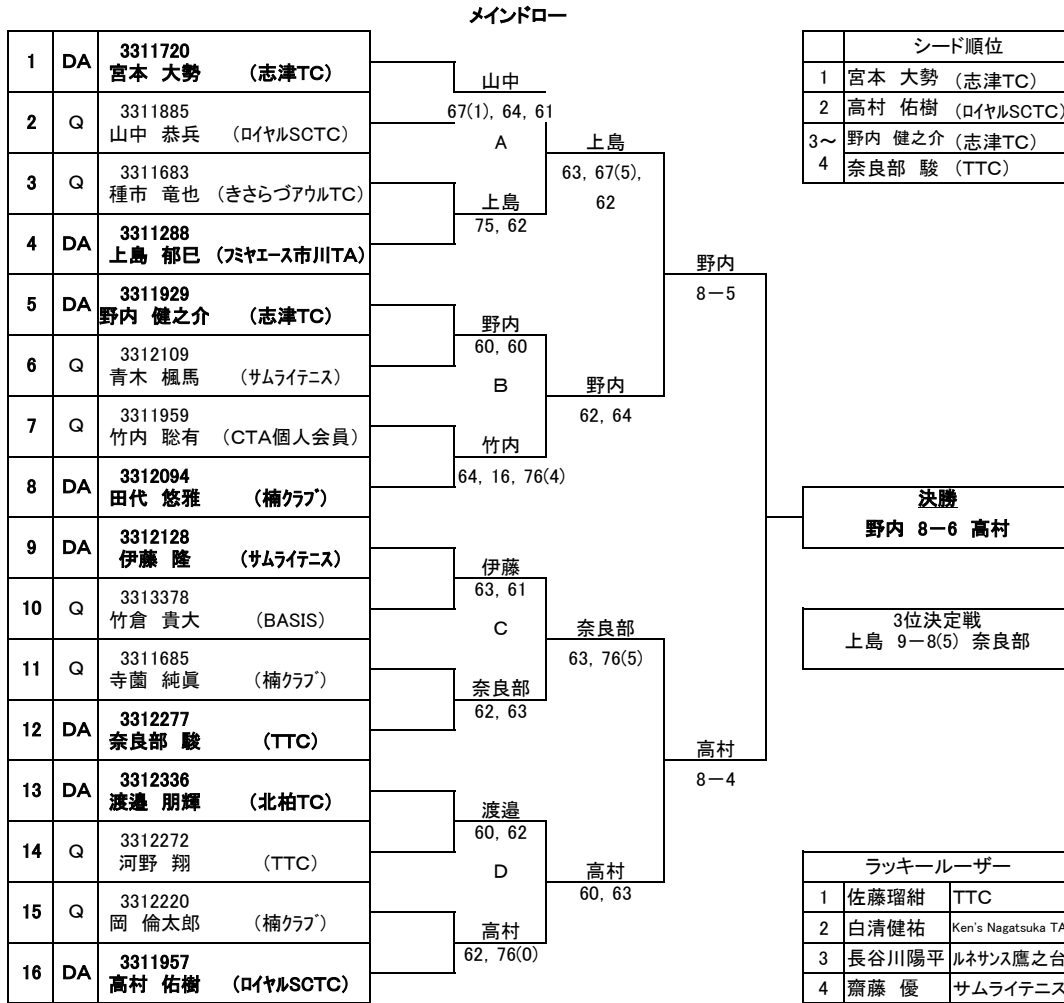 メインドロー
1 DA 3311720
宮本 大勢 (志津TC)
2 Q 3311885
山中 恭兵 (ロイヤルSCTC)
3 Q 3311683
種市 竜也 (きさらづアウルTC)
4 DA 3311288
上島 郁巳 (フミヤエース市川TA)
5 DA 3311929
野内 健之介 (志津TC)
6 Q 3312109
青木 楓馬 (サムライテニス)
7 Q 3311959
竹内 聡有 (CTA個人会員)
8 DA 3312094
田代 悠雅 (楠クラブ)
9 DA 3312128
伊藤 隆 (サムライテニス)
10 Q 3313378
竹倉 貴大 (BASIS)
11 Q 3311685
寺薗 純眞 (楠クラブ)
12 DA 3312277
奈良部 駿 (TTC)
13 DA 3312336
渡邉 朋輝 (北柏TC)
14 Q 3312272
河野 翔 (TTC)
15 Q 3312220
岡 倫太郎 (楠クラブ)
16 DA 3311957
高村 佑樹 (ロイヤルSCTC)
山中
67(1), 64, 61
A
上島
75, 62
野内
60, 60
B
竹内
64, 16, 76(4)
伊藤
63, 61
C
奈良部
62, 63
渡邉
60, 62
D
高村
62, 76(0)
上島
63, 67(5),
62
野内
62, 64
奈良部
63, 76(5)
高村
60, 63
野内
8-5
高村
8-4
シード順位
1 宮本 大勢 (志津TC)
2 高村 佑樹 (ロイヤルSCTC)
3~ 野内 健之介 (志津TC)
4 奈良部 駿 (TTC)
決勝
野内 8-6 高村
3位決定戦
上島 9-8(5) 奈良部
ラッキールーザー
1 佐藤瑠紺 TTC
2 白清健祐 Ken's Nagatsuka TA
3 長谷川陽平 ルネサンス鷹之台
4 齋藤 優 サムライテニス